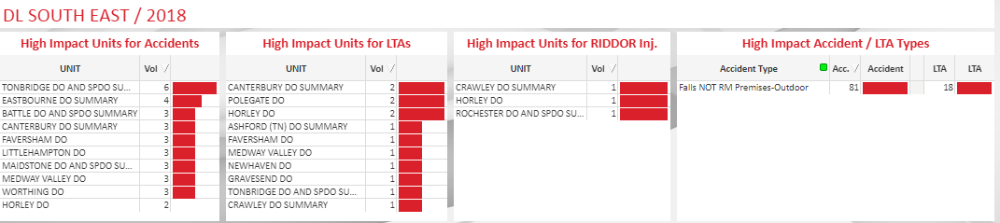 DL SOUTH EAST / 2018
High Impact Units for Accidents
UNIT Vol /
TONBRIDGE DO AND SPDO SU... 6
EASTBOURNE DO SUMMARY 4
BATTLE DO AND SPDO SUMMARY 3
CANTERBURY DO SUMMARY 3
FAVERSHAM DO 3
LITTLEHAMPTON DO 3
MAIDSTONE DO AND SPDO SU... 3
MEDWAY VALLEY DO 3
WORTHING DO 3
HORLEY DO 2
High Impact Units for LTAs
UNIT Vol /
CANTERBURY DO SUMMARY 2
POLEGATE DO 2
HORLEY DO 2
ASHFORD (TN) DO SUMMARY 1
FAVERSHAM DO 1
MEDWAY VALLEY DO 1
NEWHAVEN DO 1
GRAVESEND DO 1
TONBRIDGE DO AND SPDO SU... 1
CRAWLEY DO SUMMARY 1
High Impact Units for RIDDOR Inj.
UNIT Vol /
CRAWLEY DO SUMMARY 1
HORLEY DO 1
ROCHESTER DO AND SPDO SU... 1
High Impact Accident / LTA Types
Accident Type Acc. / Accident LTA LTA
Falls NOT RM Premises-Outdoor 81 18